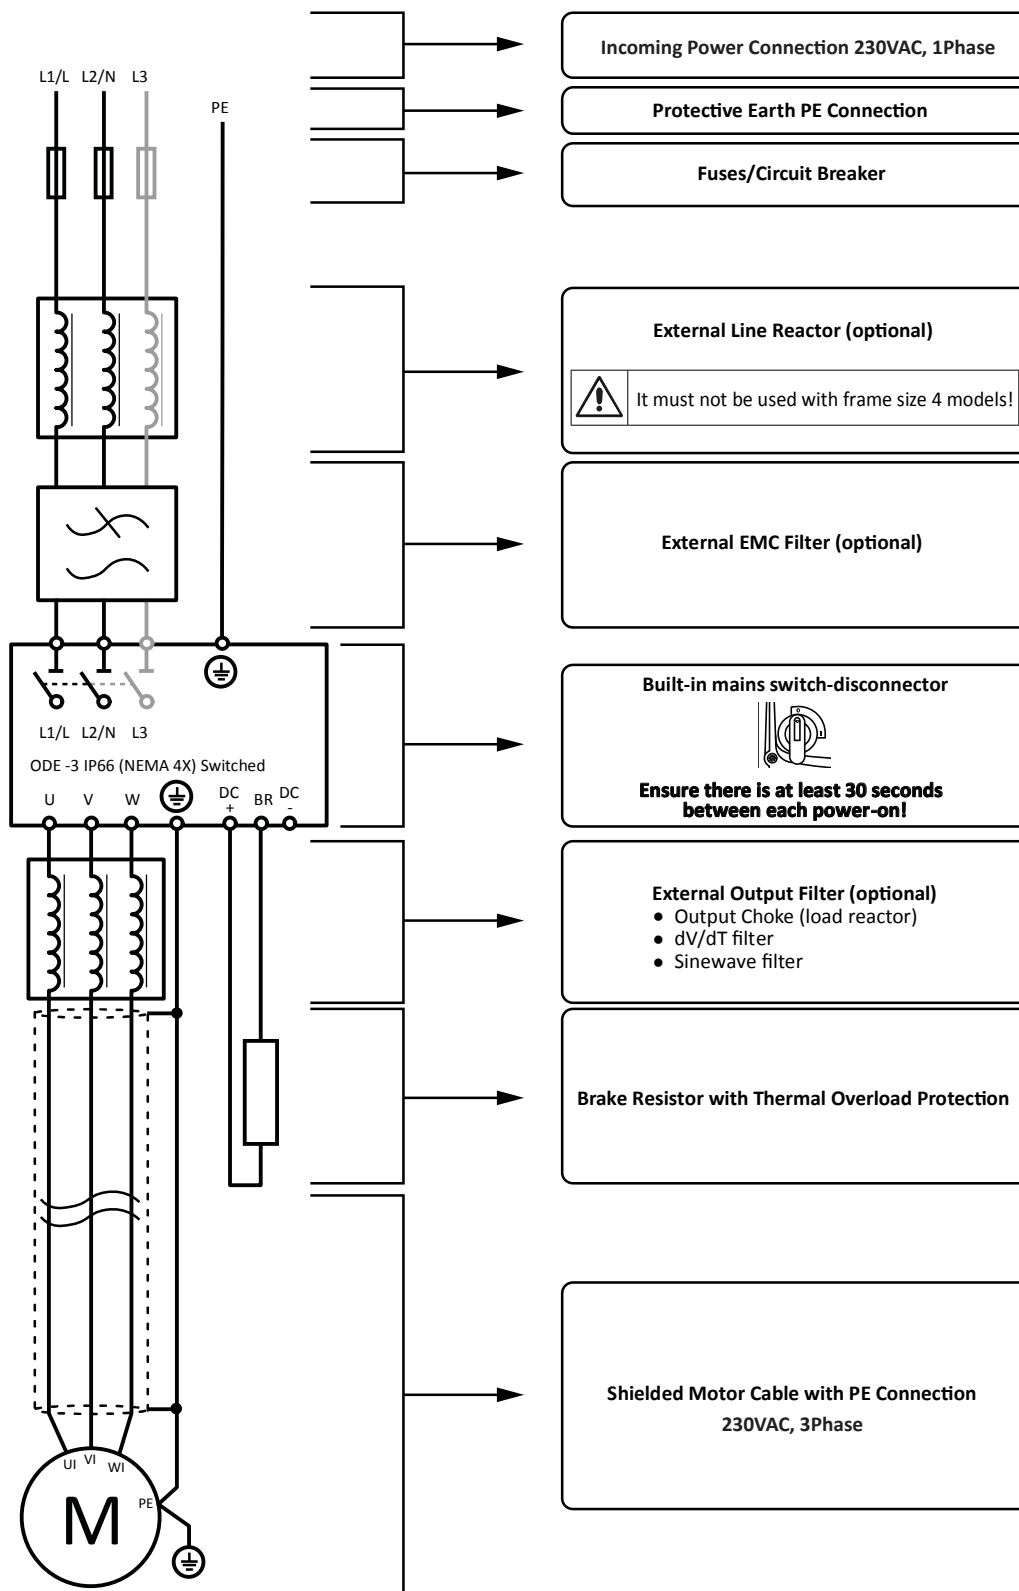 L1/L L2/N L3
PE
Incoming Power Connection 230VAC, 1Phase
Protective Earth PE Connection
Fuses/Circuit Breaker
External Line Reactor (optional)
It must not be used with frame size 4 models!
External EMC Filter (optional)
L1/L L2/N L3
ODE -3 IP66 (NEMA 4X) Switched
U V W DC + BR DC -
Built-in mains switch-disconnector
O
I
Ensure there is at least 30 seconds
between each power-on!
External Output Filter (optional)
● Output Choke (load reactor)
● dV/dT filter
● Sinewave filter
Brake Resistor with Thermal Overload Protection
Shielded Motor Cable with PE Connection
230VAC, 3Phase
UI VI WI
PE
M